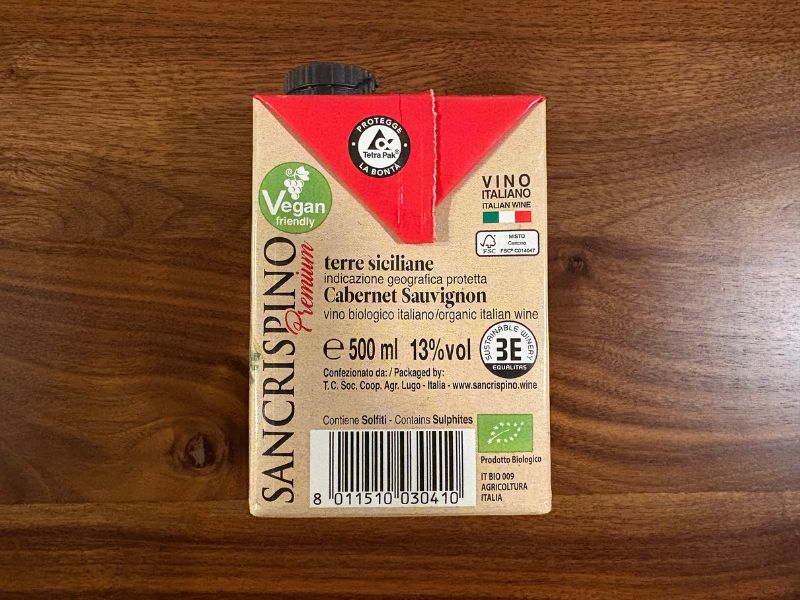 PROTEGGE
Tetra Pak®
LA BONTÀ
Vegan
friendly
VINO
ITALIANO
ITALIAN WINE
FSC
MISTO
Cartone
FSC® C014047
SANCRISPINO
Premium
terre siciliane
indicazione geografica protetta
Cabernet Sauvignon
vino biologico italiano/organic italian wine
℮ 500 ml 13%vol
SUSTAINABLE WINERY
3E
EQUALITAS
Confezionato da: / Packaged by:
T.C. Soc. Coop. Agr. Lugo - Italia - www.sancrispino.wine
Contiene Solfiti - Contains Sulphites
8 011510 030410
Prodotto Biologico
IT BIO 009
AGRICOLTURA
ITALIA